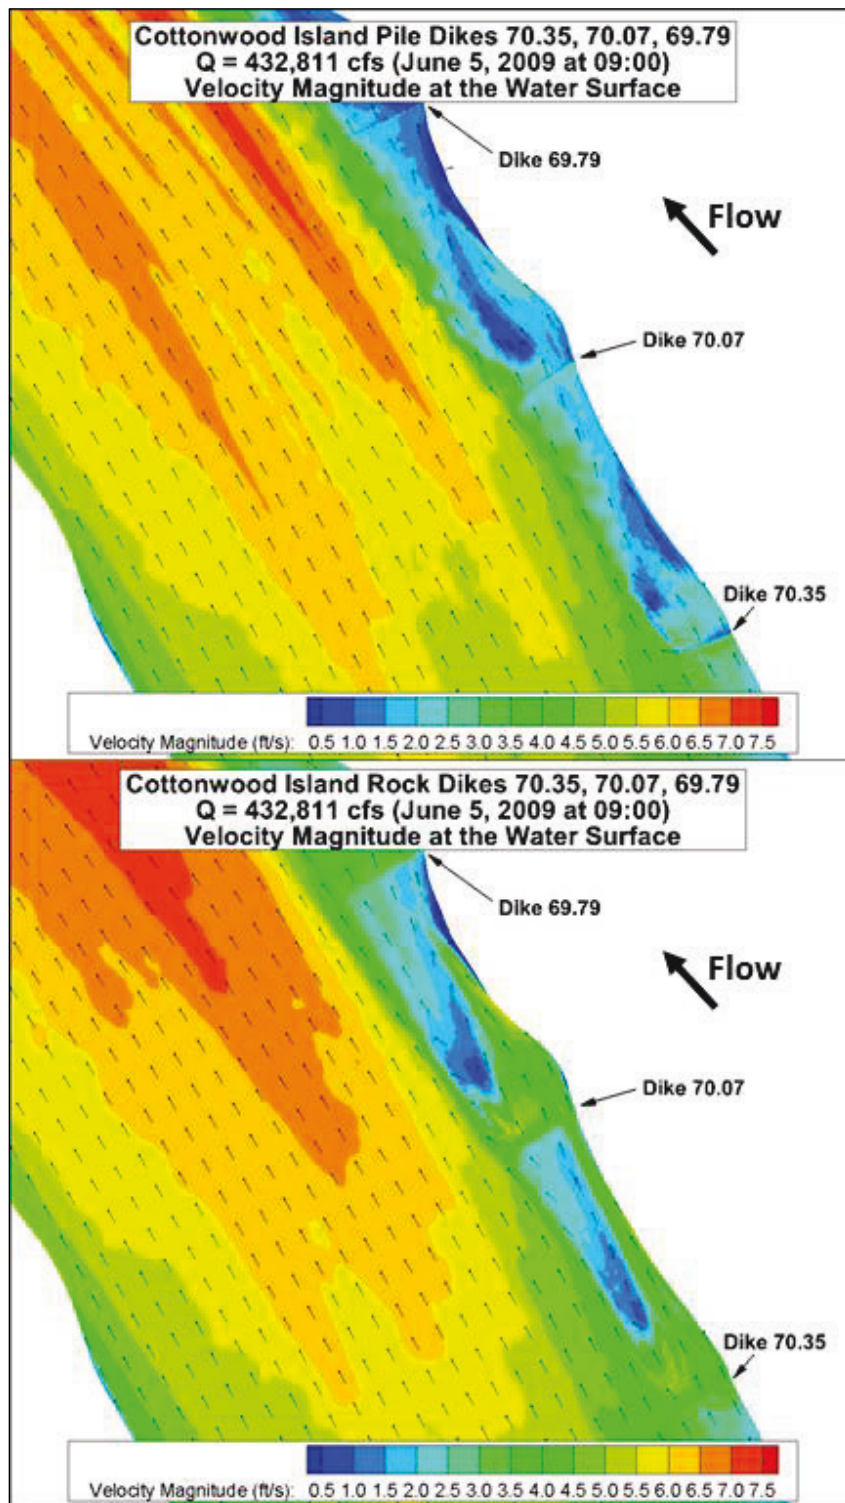 Cottonwood Island Pile Dikes 70.35, 70.07, 69.79
Q = 432,811 cfs (June 5, 2009 at 09:00)
Velocity Magnitude at the Water Surface
Dike 69.79
Flow
Dike 70.07
Dike 70.35
Velocity Magnitude (ft/s): 0.5 1.0 1.5 2.0 2.5 3.0 3.5 4.0 4.5 5.0 5.5 6.0 6.5 7.0 7.5
Cottonwood Island Rock Dikes 70.35, 70.07, 69.79
Q = 432,811 cfs (June 5, 2009 at 09:00)
Velocity Magnitude at the Water Surface
Dike 69.79
Flow
Dike 70.07
Dike 70.35
Velocity Magnitude (ft/s): 0.5 1.0 1.5 2.0 2.5 3.0 3.5 4.0 4.5 5.0 5.5 6.0 6.5 7.0 7.5